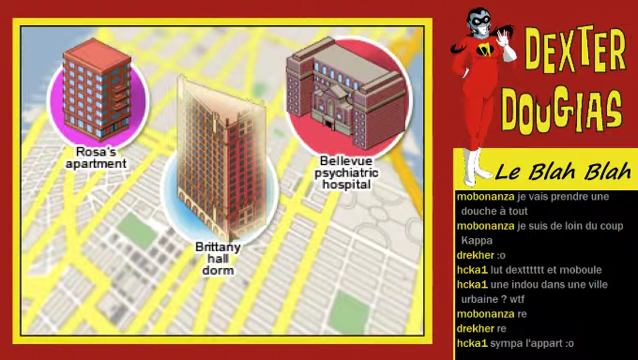 DEXTER
DOUGlAS
Le Blah Blah
Rosa's
apartment
Bellevue
psychiatric
hospital
Brittany
hall
dorm
mobonanza je vais prendre une
douche à tout
mobonanza je suis de loin du coup
Kappa
drekher :o
hcka1 lut dextttttt et moboule
hcka1 une indou dans une ville
urbaine ? wtf
mobonanza re
drekher re
hcka1 sympa l'appart :o